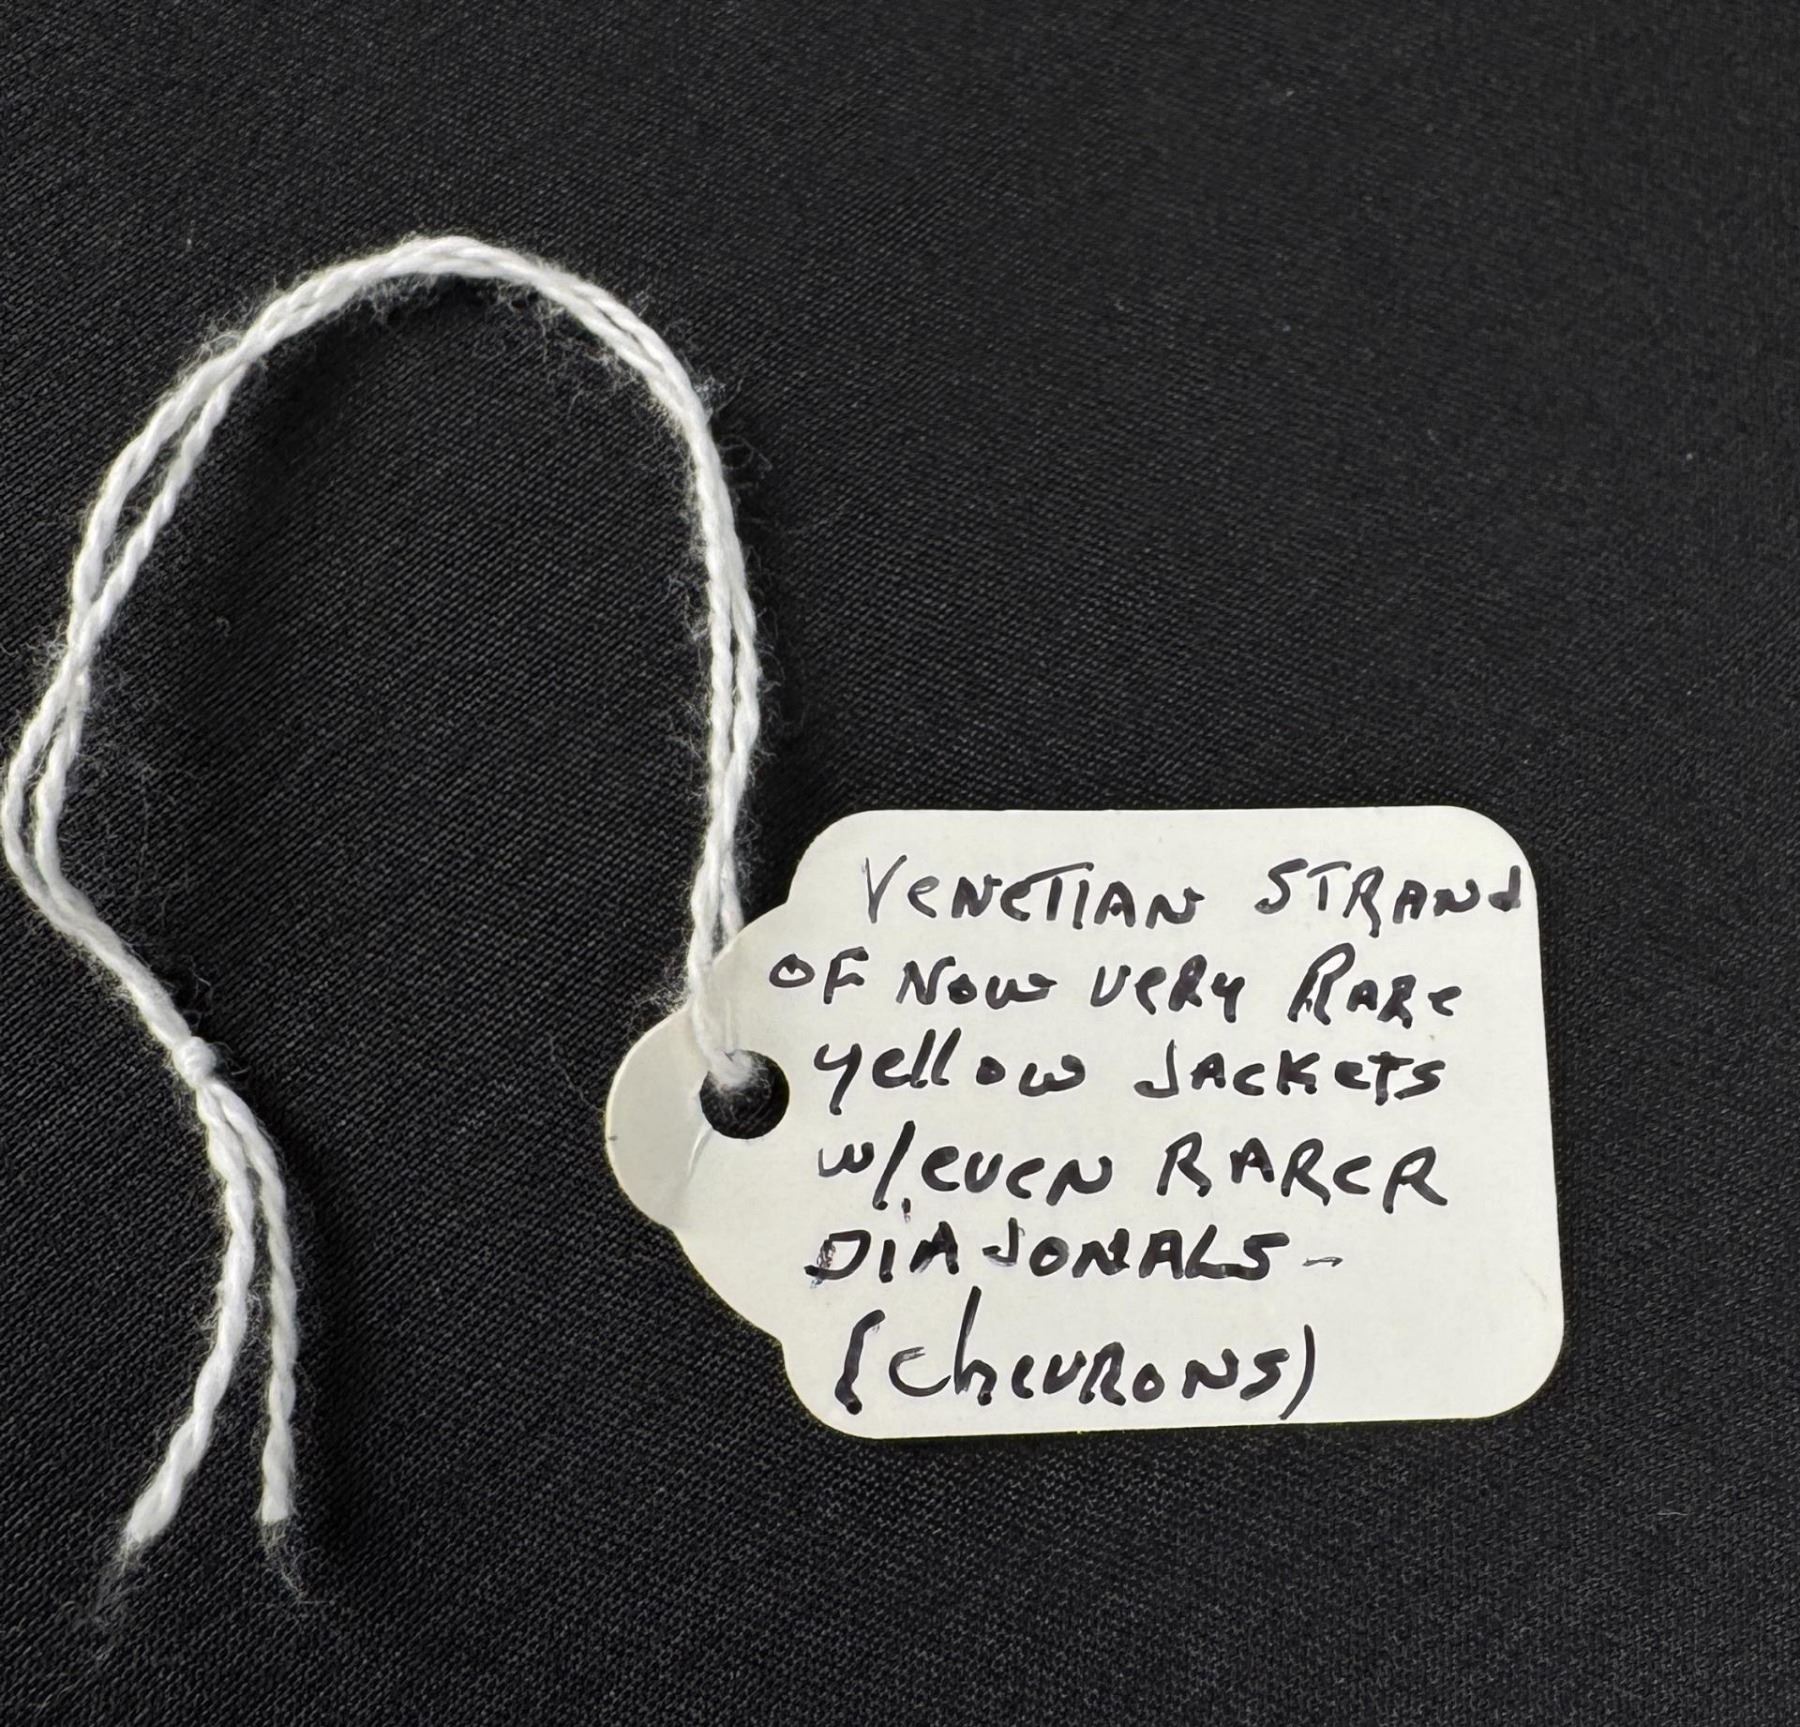 VeNeTIAN STRANd
OF NOW VeRy RARe
yellow JAcKeTS
w/eveN RAReR
DiAJONALS -
(chevRONS)